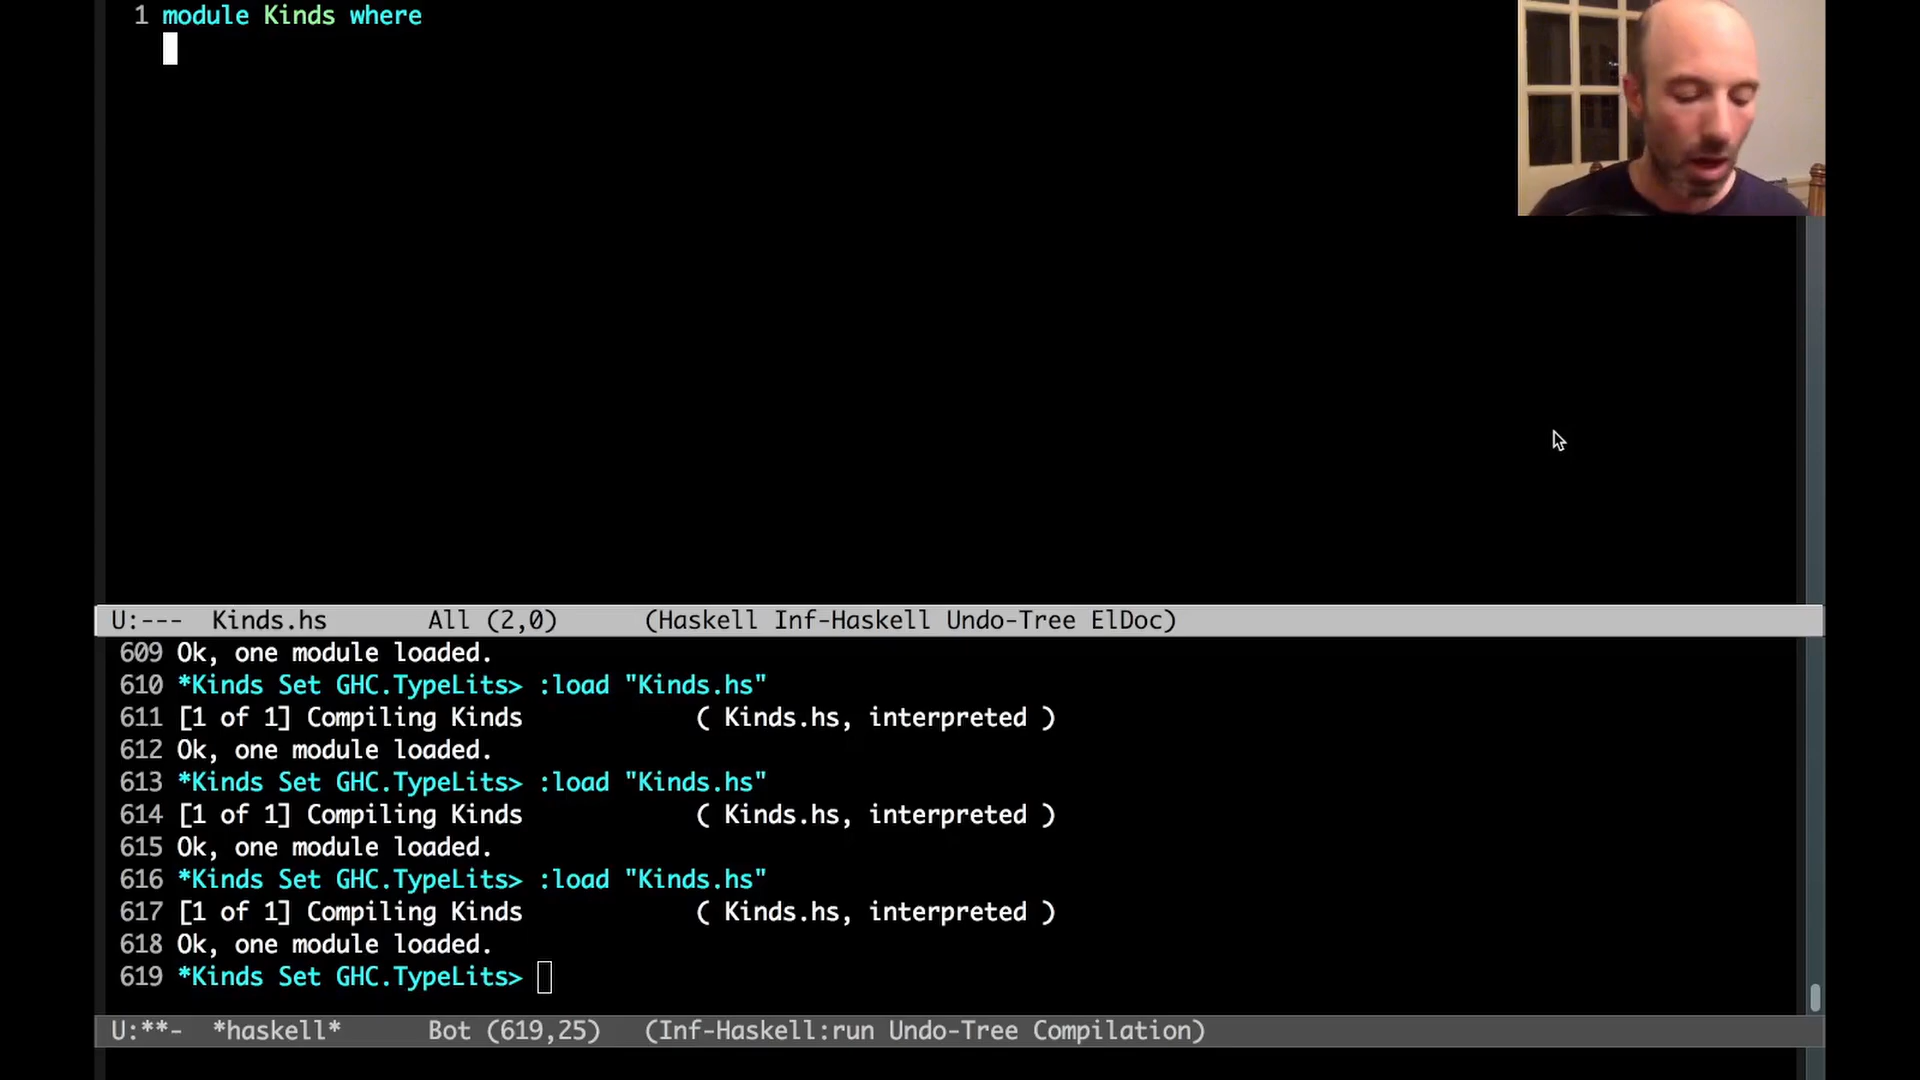 1 module Kinds where
U:--- Kinds.hs All (2,0) (Haskell Inf-Haskell Undo-Tree ElDoc)
609 Ok, one module loaded.
610 *Kinds Set GHC.TypeLits> :load "Kinds.hs"
611 [1 of 1] Compiling Kinds ( Kinds.hs, interpreted )
612 Ok, one module loaded.
613 *Kinds Set GHC.TypeLits> :load "Kinds.hs"
614 [1 of 1] Compiling Kinds ( Kinds.hs, interpreted )
615 Ok, one module loaded.
616 *Kinds Set GHC.TypeLits> :load "Kinds.hs"
617 [1 of 1] Compiling Kinds ( Kinds.hs, interpreted )
618 Ok, one module loaded.
619 *Kinds Set GHC.TypeLits>
U:**- *haskell* Bot (619,25) (Inf-Haskell:run Undo-Tree Compilation)